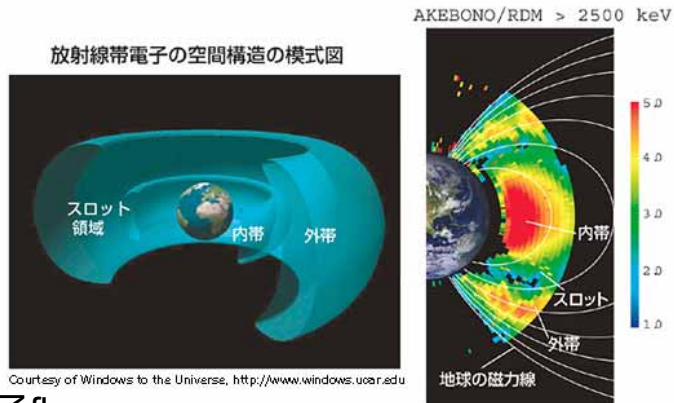 放射線帯電子の空間構造の模式図
スロット
領域
内帯
外帯
Courtesy of Windows to the Universe, http://www.windows.ucar.edu
AKEBONO/RDM > 2500 keV
5.0
4.0
3.0
2.0
1.0
内帯
スロット
外帯
地球の磁力線